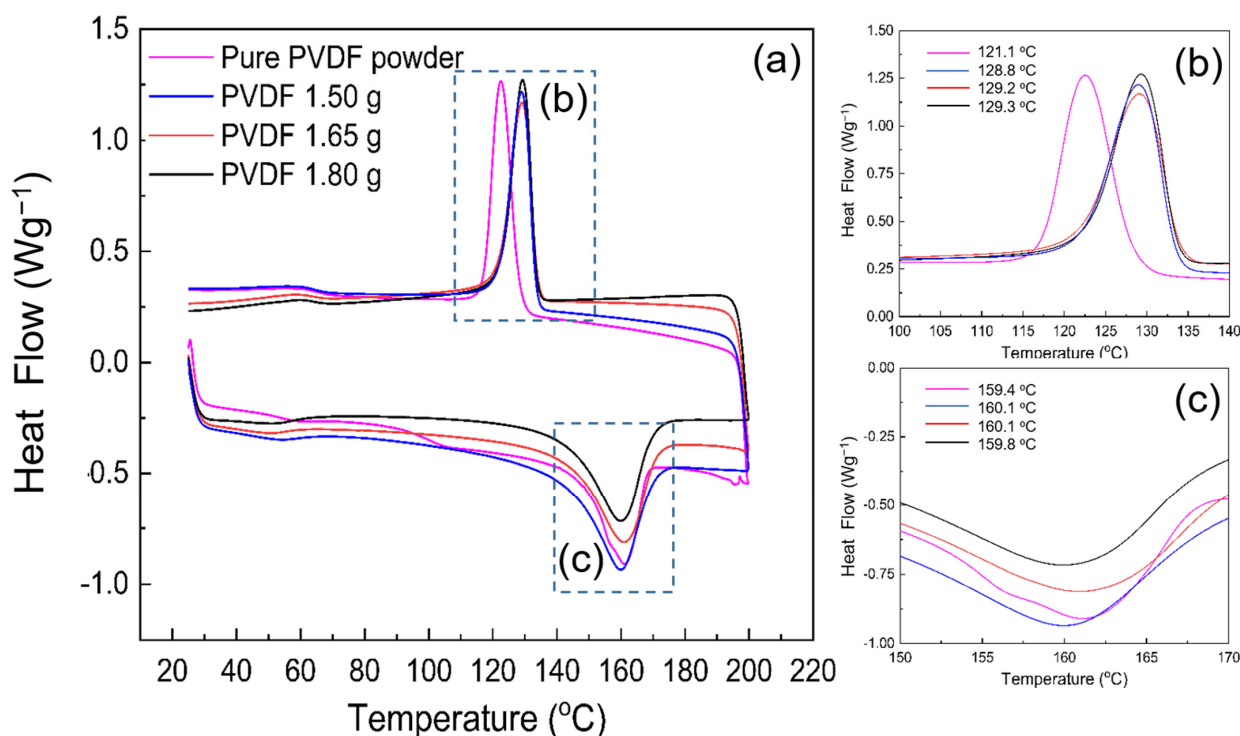 (a)
Pure PVDF powder
PVDF 1.50 g
PVDF 1.65 g
PVDF 1.80 g
(b)
(c)
1.5
1.0
0.5
0.0
-0.5
-1.0
Heat Flow (Wg⁻¹)
20 40 60 80 100 120 140 160 180 200 220
Temperature (°C)
(b)
121.1 °C
128.8 °C
129.2 °C
129.3 °C
1.50
1.25
1.00
0.75
0.50
0.25
0.00
Heat Flow (Wg⁻¹)
100 105 110 115 120 125 130 135 140
Temperature (°C)
(c)
159.4 °C
160.1 °C
160.1 °C
159.8 °C
0.00
-0.25
-0.50
-0.75
-1.00
Heat Flow (Wg⁻¹)
150 155 160 165 170
Temperature (°C)